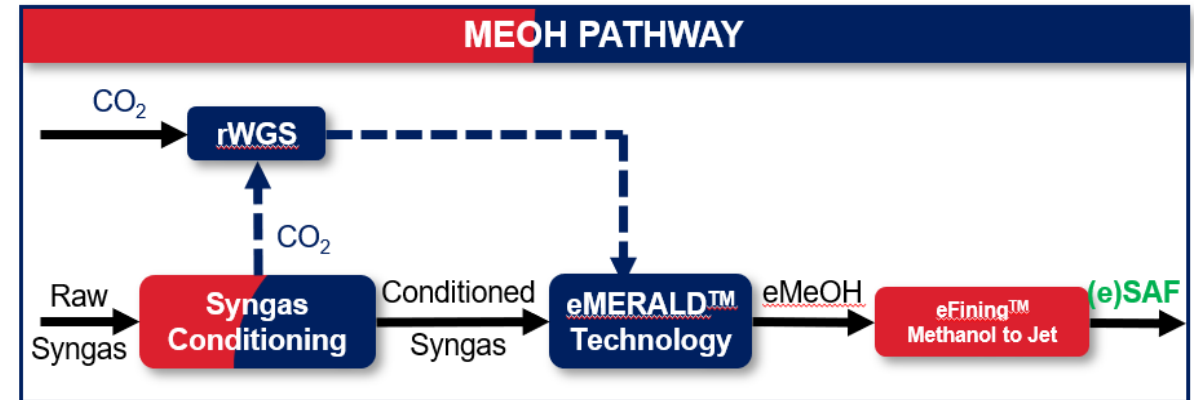 MEOH PATHWAY
CO₂
rWGS
CO₂
Raw
Syngas
Syngas
Conditioning
Conditioned
Syngas
eMERALD™
Technology
eMeOH
eFining™
Methanol to Jet
(e)SAF